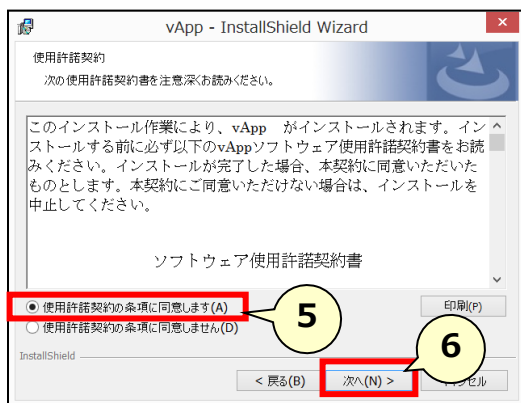 vApp - InstallShield Wizard
使用許諾契約
次の使用許諾契約書を注意深くお読みください。
このインストール作業により、vApp がインストールされます。イン
ストールする前に必ず以下のvAppソフトウェア使用許諾契約書をお読
みください。インストールが完了した場合、本契約に同意いただいた
ものとします。本契約にご同意いただけない場合は、インストールを
中止してください。
ソフトウェア使用許諾契約書
使用許諾契約の条項に同意します(A)
5
印刷(P)
使用許諾契約の条項に同意しません(D)
6
InstallShield
< 戻る(B)
次へ(N) >